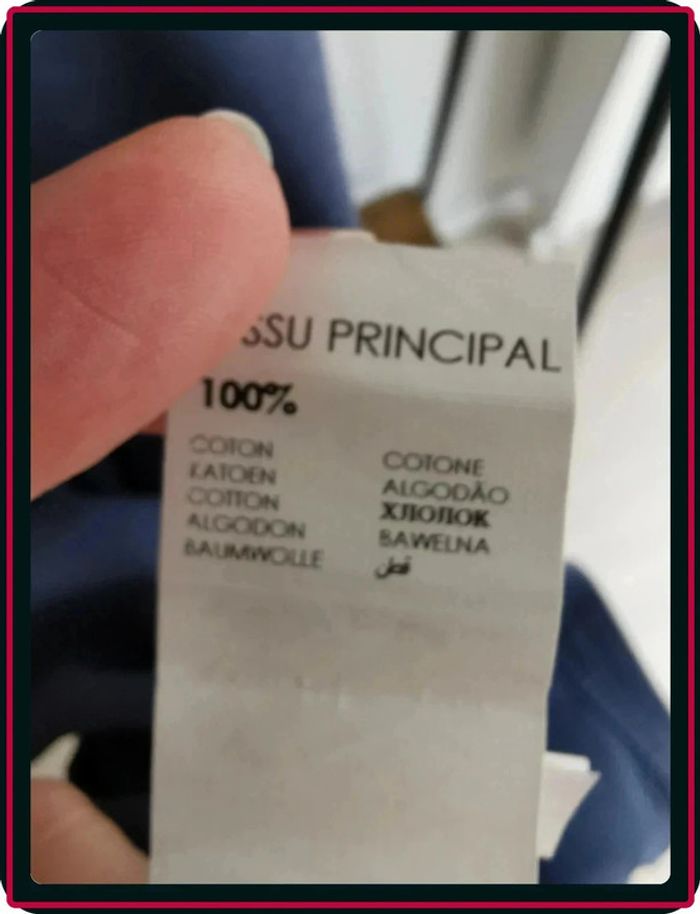 SSU PRINCIPAL
100%
COTON
KATOEN
COTTON
ALGODON
BAUMWOLLE
COTONE
ALGODÃO
ХЛОПОК
BAWELNA
قطن